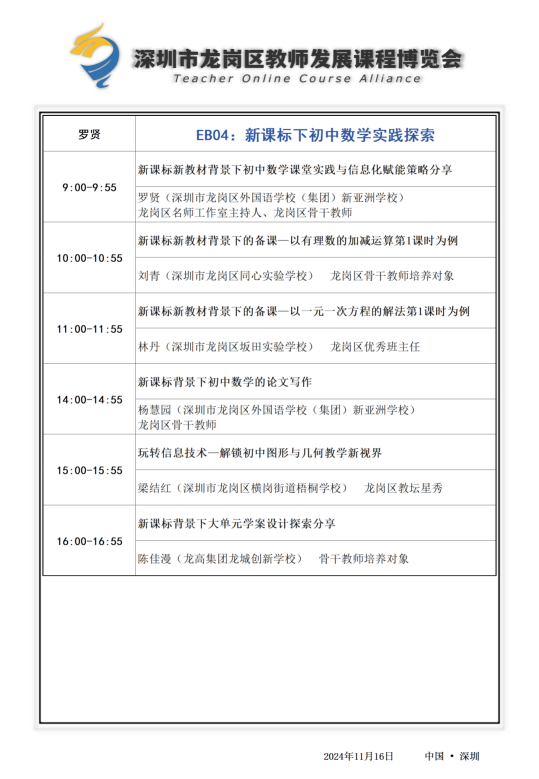 深圳市龙岗区教师发展课程博览会
Teacher Online Course Alliance
罗贤
EB04：新课标下初中数学实践探索
9:00-9:55
新课标新教材背景下初中数学课堂实践与信息化赋能策略分享
罗贤（深圳市龙岗区外国语学校（集团）新亚洲学校）
龙岗区名师工作室主持人、龙岗区骨干教师
10:00-10:55
新课标新教材背景下的备课—以有理数的加减运算第1课时为例
刘青（深圳市龙岗区同心实验学校） 龙岗区骨干教师培养对象
11:00-11:55
新课标新教材背景下的备课—以一元一次方程的解法第1课时为例
林丹（深圳市龙岗区坂田实验学校） 龙岗区优秀班主任
14:00-14:55
新课标背景下初中数学的论文写作
杨慧园（深圳市龙岗区外国语学校（集团）新亚洲学校）
龙岗区骨干教师
15:00-15:55
玩转信息技术—解锁初中图形与几何教学新视界
梁结红（深圳市龙岗区横岗街道梧桐学校） 龙岗区教坛星秀
16:00-16:55
新课标背景下大单元学案设计探索分享
陈佳漫（龙高集团龙城创新学校） 骨干教师培养对象
2024年11月16日 中国 • 深圳